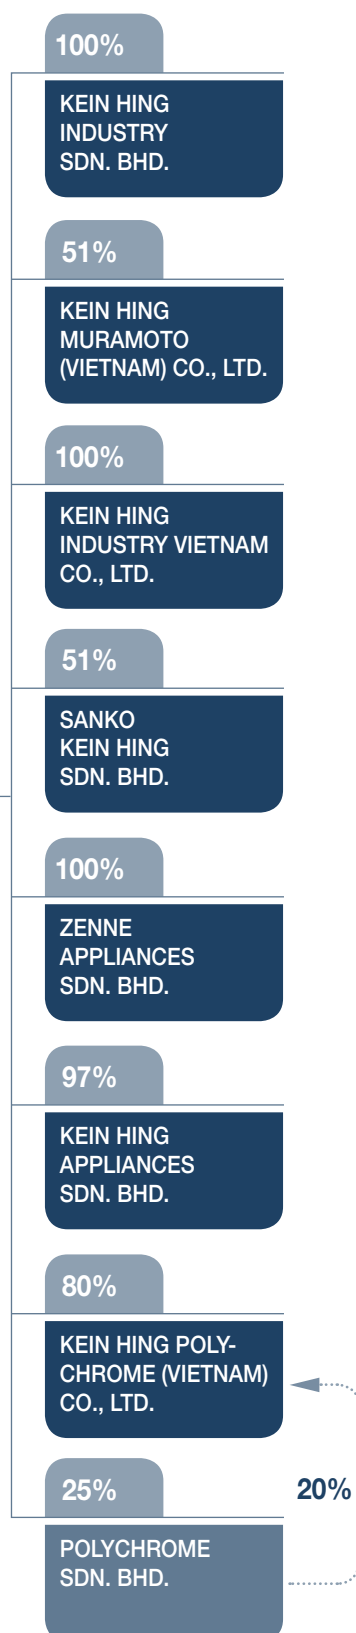 100%
KEIN HING
INDUSTRY
SDN. BHD.
51%
KEIN HING
MURAMOTO
(VIETNAM) CO., LTD.
100%
KEIN HING
INDUSTRY VIETNAM
CO., LTD.
51%
SANKO
KEIN HING
SDN. BHD.
100%
ZENNE
APPLIANCES
SDN. BHD.
97%
KEIN HING
APPLIANCES
SDN. BHD.
80%
KEIN HING POLY-
CHROME (VIETNAM)
CO., LTD.
25%
20%
POLYCHROME
SDN. BHD.